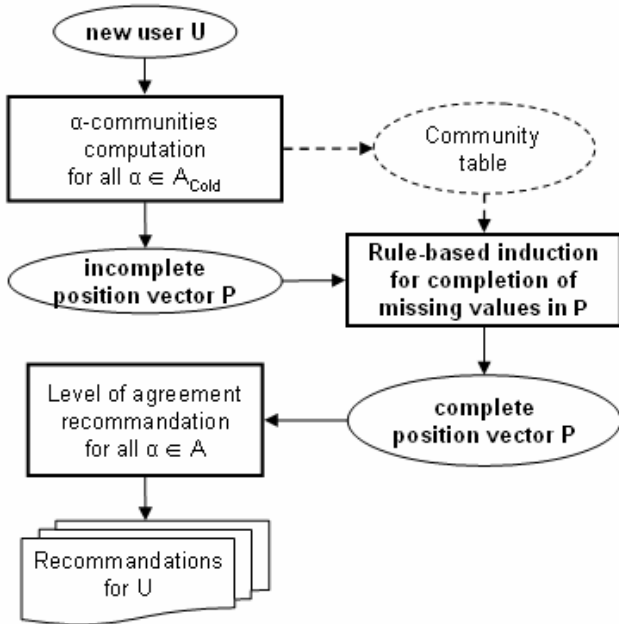 new user U
α-communities
computation
for all α ∈ A_Cold
Community
table
incomplete
position vector P
Rule-based induction
for completion of
missing values in P
Level of agreement
recommandation
for all α ∈ A
complete
position vector P
Recommandations
for U